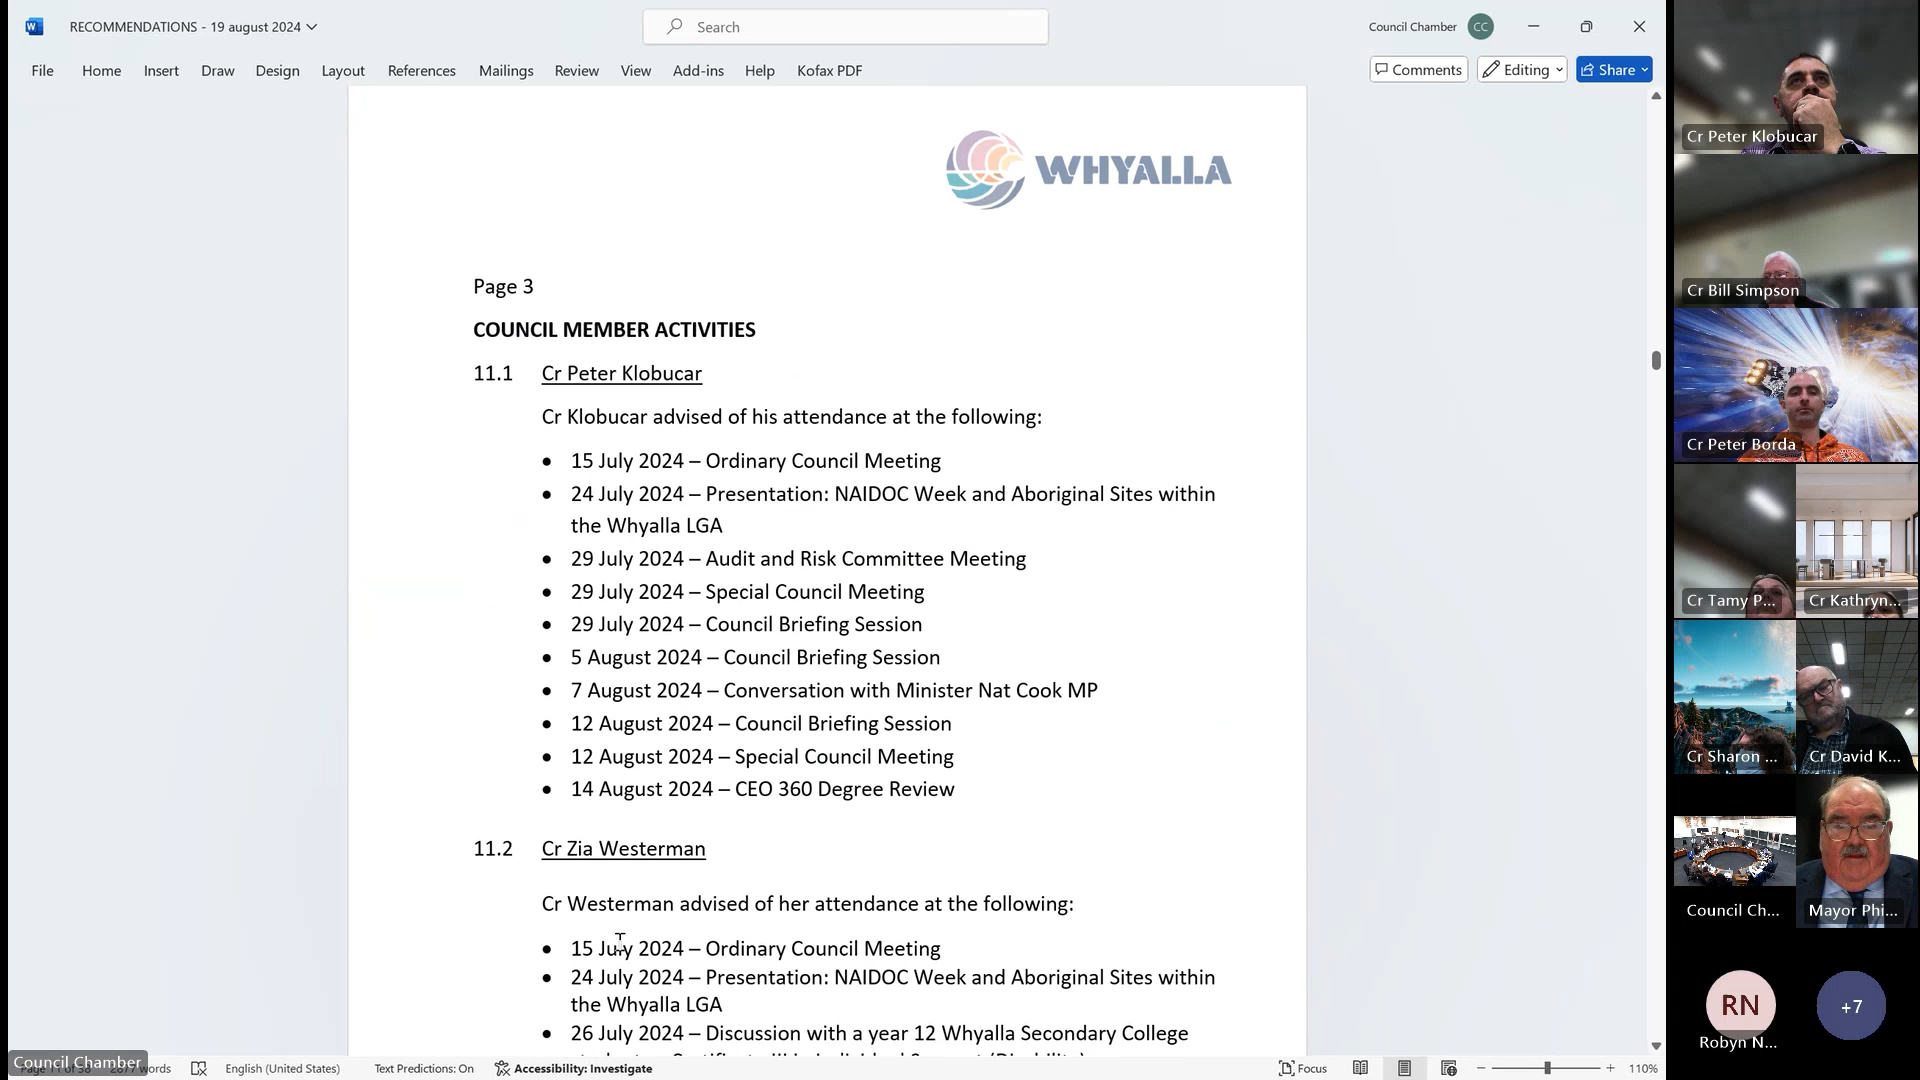 RECOMMENDATIONS - 19 august 2024
Search
Council Chamber CC
File Home Insert Draw Design Layout References Mailings Review View Add-ins Help Kofax PDF
Comments Editing Share
WHYALLA
Page 3
COUNCIL MEMBER ACTIVITIES
11.1 Cr Peter Klobucar
Cr Klobucar advised of his attendance at the following:
• 15 July 2024 – Ordinary Council Meeting
• 24 July 2024 – Presentation: NAIDOC Week and Aboriginal Sites within
the Whyalla LGA
• 29 July 2024 – Audit and Risk Committee Meeting
• 29 July 2024 – Special Council Meeting
• 29 July 2024 – Council Briefing Session
• 5 August 2024 – Council Briefing Session
• 7 August 2024 – Conversation with Minister Nat Cook MP
• 12 August 2024 – Council Briefing Session
• 12 August 2024 – Special Council Meeting
• 14 August 2024 – CEO 360 Degree Review
11.2 Cr Zia Westerman
Cr Westerman advised of her attendance at the following:
• 15 July 2024 – Ordinary Council Meeting
• 24 July 2024 – Presentation: NAIDOC Week and Aboriginal Sites within
the Whyalla LGA
• 26 July 2024 – Discussion with a year 12 Whyalla Secondary College
Council Chamber
words English (United States) Text Predictions: On Accessibility: Investigate Focus 110%
Cr Peter Klobucar
Cr Bill Simpson
Cr Peter Borda
Cr Tamy P... Cr Kathryn...
Cr Sharon ... Cr David K...
Council Ch... Mayor Phi...
RN +7
Robyn N...